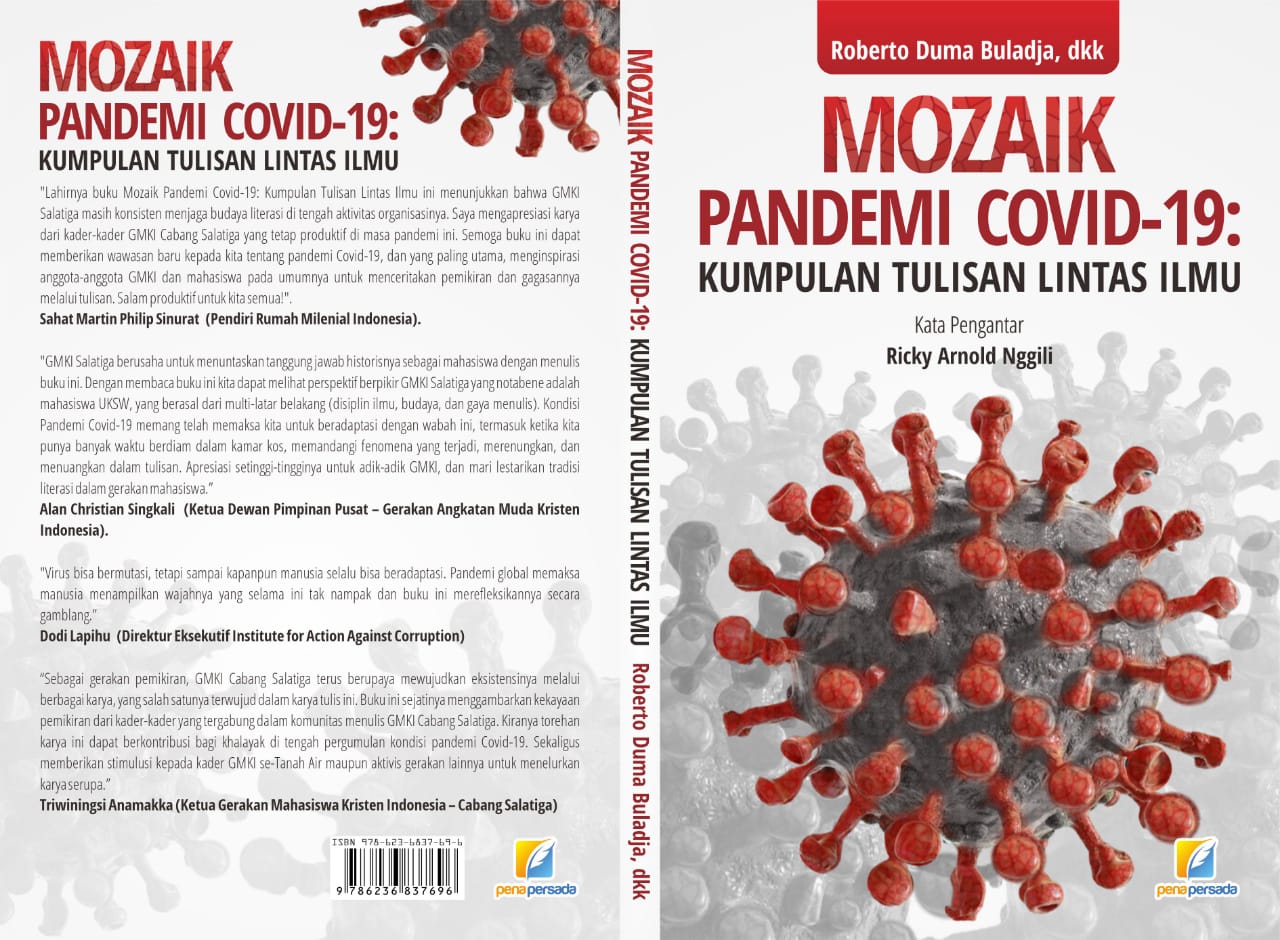 MOZAIK
PANDEMI COVID-19:
KUMPULAN TULISAN LINTAS ILMU
"Lahirnya buku Mozaik Pandemi Covid-19: Kumpulan Tulisan Lintas Ilmu ini menunjukkan bahwa GMKI
Salatiga masih konsisten menjaga budaya literasi di tengah aktivitas organisasinya. Saya mengapresiasi karya
dari kader-kader GMKI Cabang Salatiga yang tetap produktif di masa pandemi ini. Semoga buku ini dapat
memberikan wawasan baru kepada kita tentang pandemi Covid-19, dan yang paling utama, menginspirasi
anggota-anggota GMKI dan mahasiswa pada umumnya untuk menceritakan pemikiran dan gagasannya
melalui tulisan. Salam produktif untuk kita semua!".
Sahat Martin Philip Sinurat (Pendiri Rumah Milenial Indonesia).
"GMKI Salatiga berusaha untuk menuntaskan tanggung jawab historisnya sebagai mahasiswa dengan menulis
buku ini. Dengan membaca buku ini kita dapat melihat perspektif berpikir GMKI Salatiga yang notabene adalah
mahasiswa UKSW, yang berasal dari multi-latar belakang (disiplin ilmu, budaya, dan gaya menulis). Kondisi
Pandemi Covid-19 memang telah memaksa kita untuk beradaptasi dengan wabah ini, termasuk ketika kita
punya banyak waktu berdiam dalam kamar kos, memandangi fenomena yang terjadi, merenungkan, dan
menuangkan dalam tulisan. Apresiasi setinggi-tingginya untuk adik-adik GMKI, dan mari lestarikan tradisi
literasi dalam gerakan mahasiswa.”
Alan Christian Singkali (Ketua Dewan Pimpinan Pusat – Gerakan Angkatan Muda Kristen
Indonesia).
"Virus bisa bermutasi, tetapi sampai kapanpun manusia selalu bisa beradaptasi. Pandemi global memaksa
manusia menampilkan wajahnya yang selama ini tak nampak dan buku ini merefleksikannya secara
gamblang.”
Dodi Lapihu (Direktur Eksekutif Institute for Action Against Corruption)
“Sebagai gerakan pemikiran, GMKI Cabang Salatiga terus berupaya mewujudkan eksistensinya melalui
berbagai karya, yang salah satunya terwujud dalam karya tulis ini. Buku ini sejatinya menggambarkan kekayaan
pemikiran dari kader-kader yang tergabung dalam komunitas menulis GMKI Cabang Salatiga. Kiranya torehan
karya ini dapat berkontribusi bagi khalayak di tengah pergumulan kondisi pandemi Covid-19. Sekaligus
memberikan stimulasi kepada kader GMKI se-Tanah Air maupun aktivis gerakan lainnya untuk menelurkan
karya serupa.”
Triwiningsi Anamakka (Ketua Gerakan Mahasiswa Kristen Indonesia – Cabang Salatiga)
ISBN 978-623-6837-69-6
9 786236 837696
penapersada
MOZAIK PANDEMI COVID-19: KUMPULAN TULISAN LINTAS ILMU Roberto Duma Buladja, dkk
Roberto Duma Buladja, dkk
MOZAIK
PANDEMI COVID-19:
KUMPULAN TULISAN LINTAS ILMU
Kata Pengantar
Ricky Arnold Nggili
penapersada